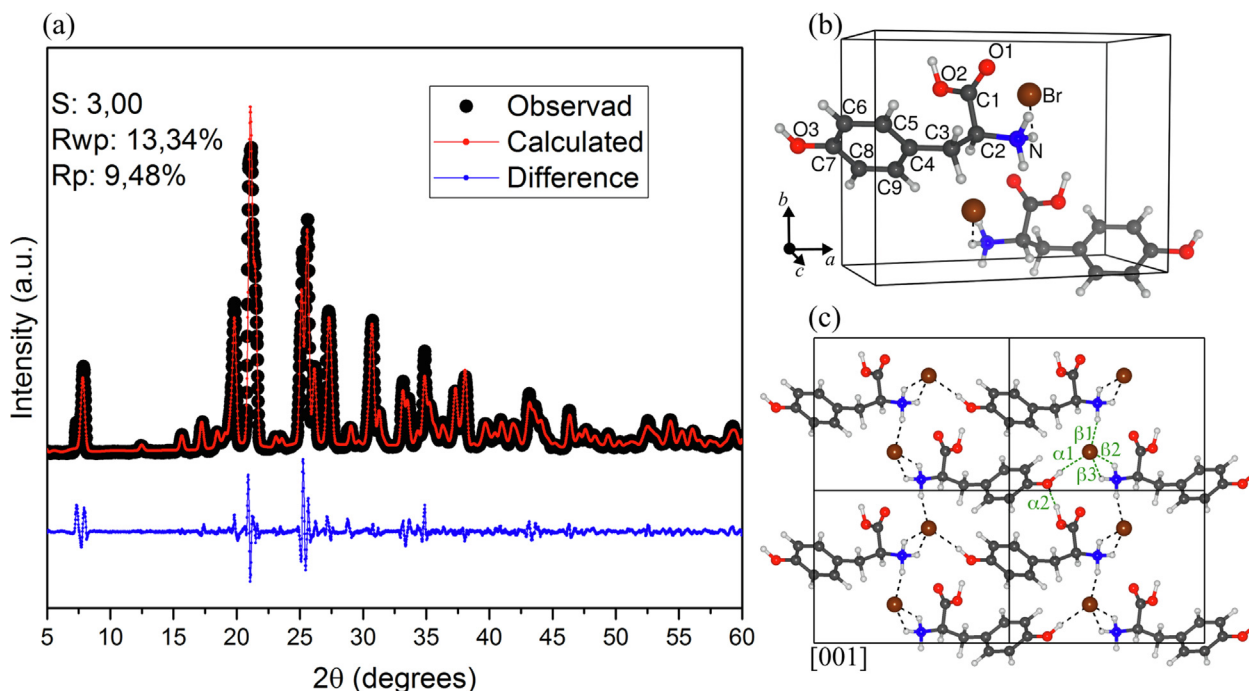 (a)
S: 3,00
Rwp: 13,34%
Rp: 9,48%
Observad
Calculated
Difference
Intensity (a.u.)
5 10 15 20 25 30 35 40 45 50 55 60
2θ (degrees)
(b)
O1
O2
C1
Br
C6
C5
C3
O3
C7
C8
C4
C2
N
C9
b
a
c
(c)
β1
α1
β2
β3
α2
[001]